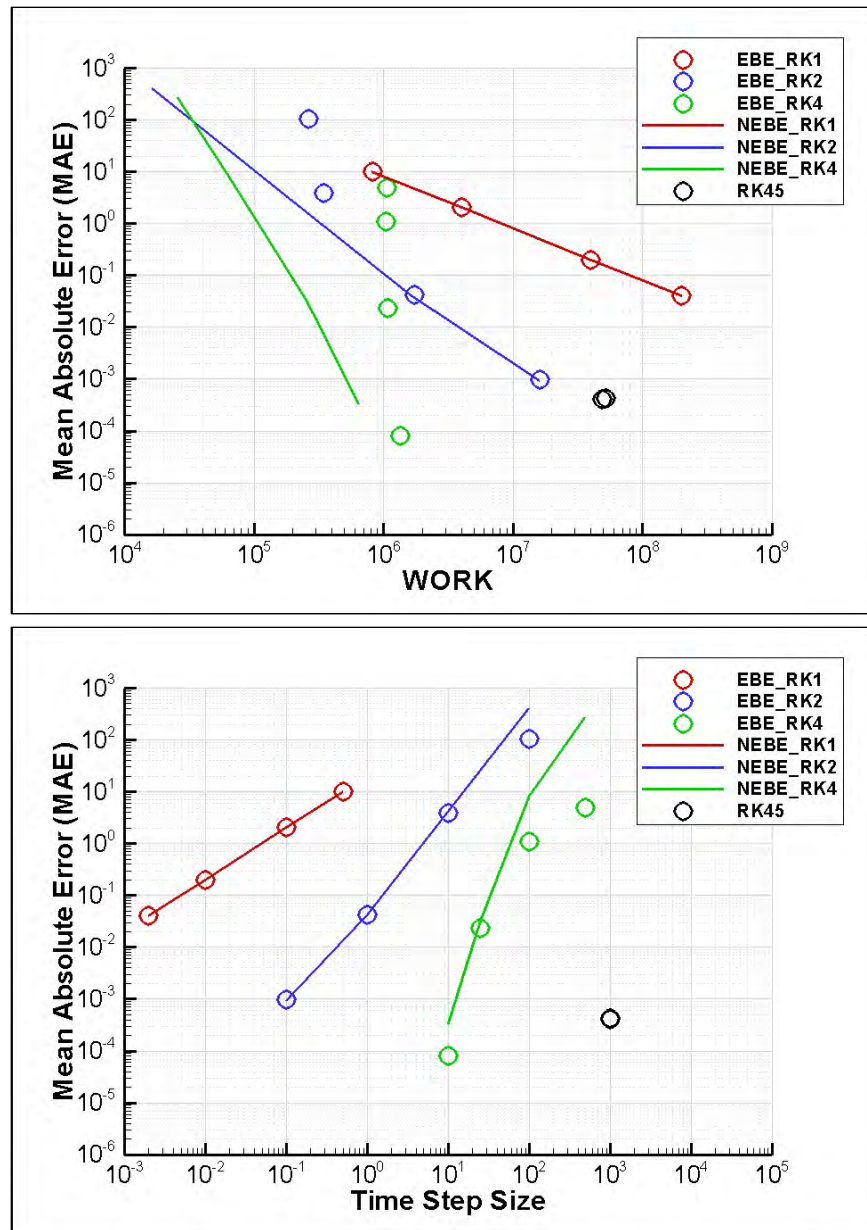 EBE_RK1
EBE_RK2
EBE_RK4
NEBE_RK1
NEBE_RK2
NEBE_RK4
RK45
Mean Absolute Error (MAE)
10³
10²
10¹
10⁰
10⁻¹
10⁻²
10⁻³
10⁻⁴
10⁻⁵
10⁻⁶
10⁴ 10⁵ 10⁶ 10⁷ 10⁸ 10⁹
WORK
EBE_RK1
EBE_RK2
EBE_RK4
NEBE_RK1
NEBE_RK2
NEBE_RK4
RK45
Mean Absolute Error (MAE)
10³
10²
10¹
10⁰
10⁻¹
10⁻²
10⁻³
10⁻⁴
10⁻⁵
10⁻⁶
10⁻³ 10⁻² 10⁻¹ 10⁰ 10¹ 10² 10³ 10⁴ 10⁵
Time Step Size